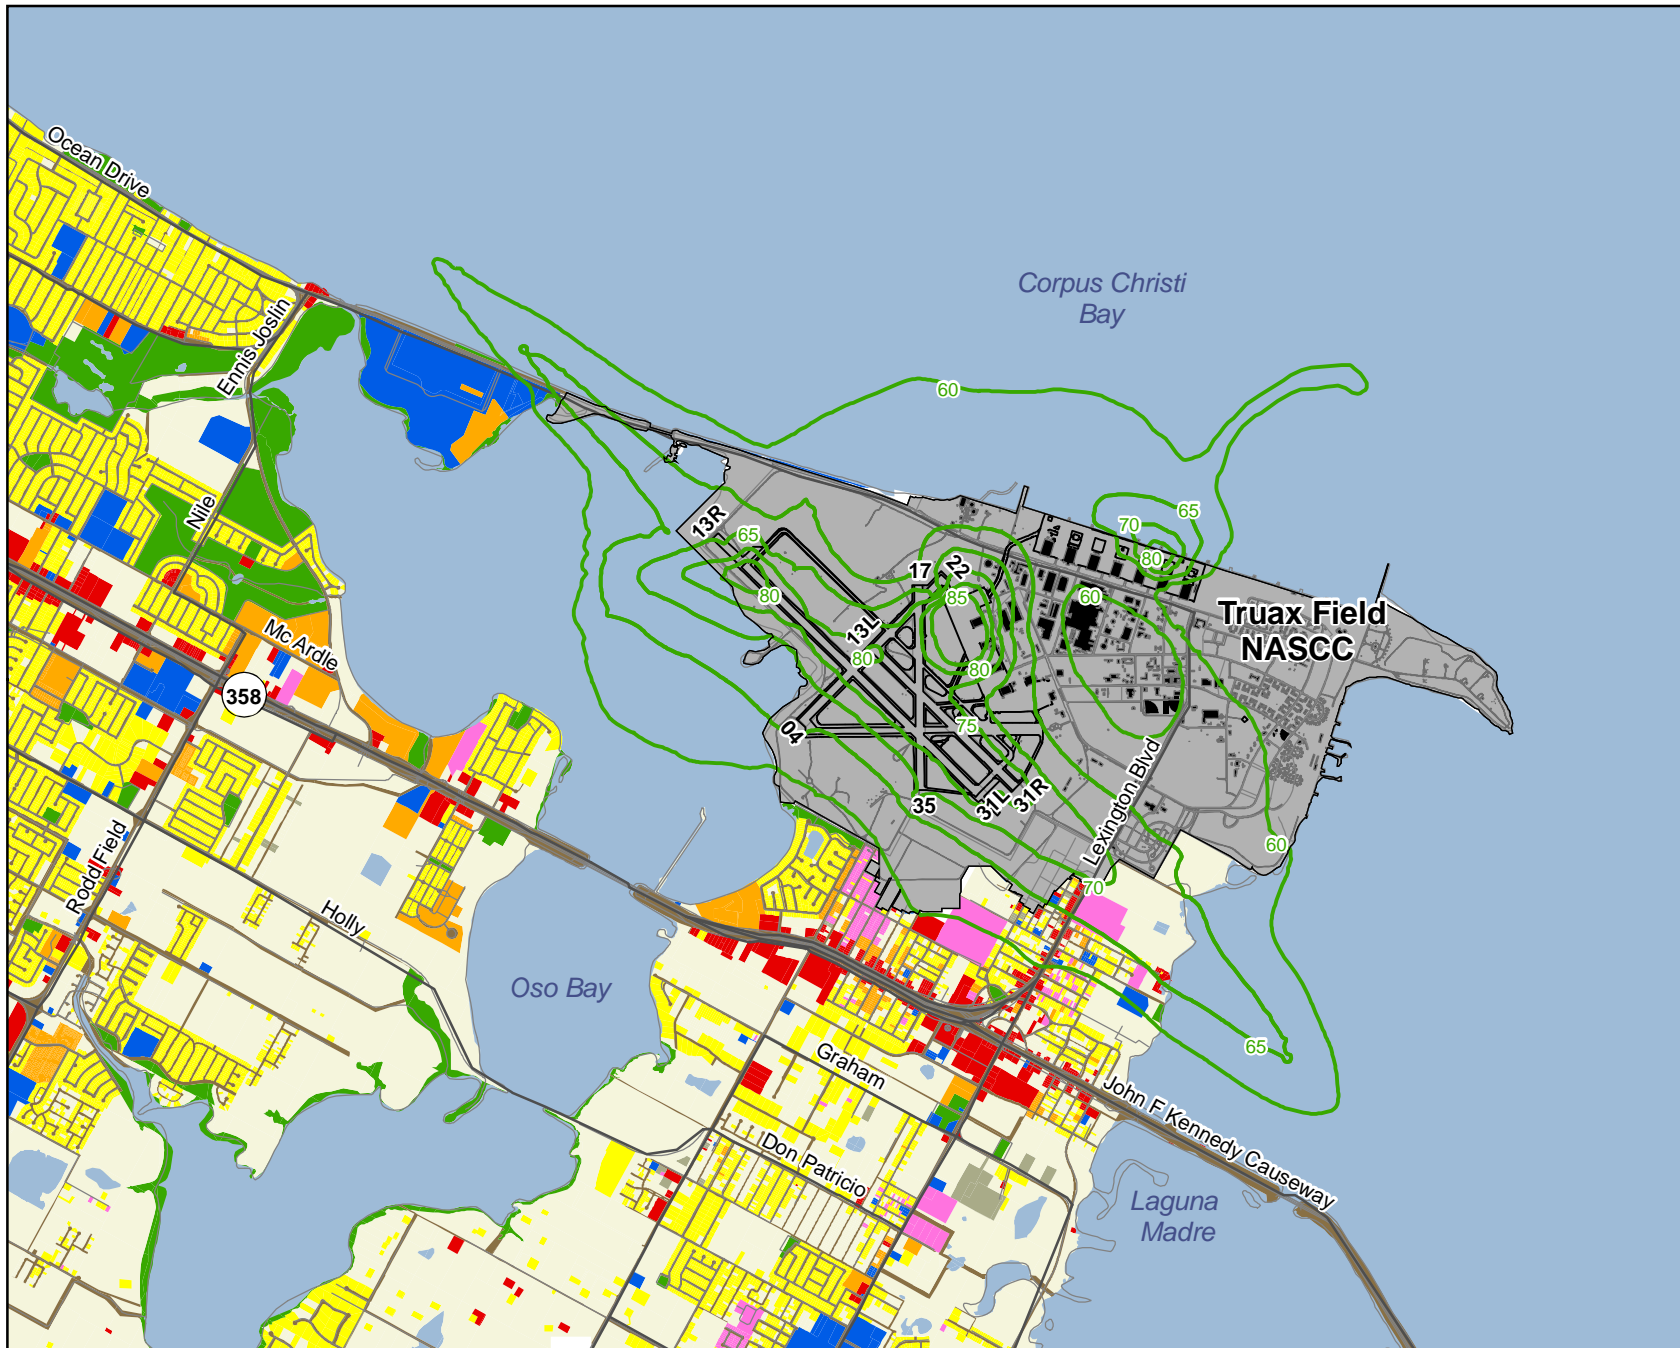 Ocean Drive
Corpus Christi
Bay
Ennis Joslin
60
Nile
13R
65
65
70
17
22
80
80
85
60
13L
Truax Field
NASCC
Mc Ardle
80
80
358
04
75
Lexington Blvd
35
31L
31R
60
Rodd Field
70
Holly
Oso Bay
65
Graham
John F Kennedy Causeway
Don Patricio
Laguna
Madre